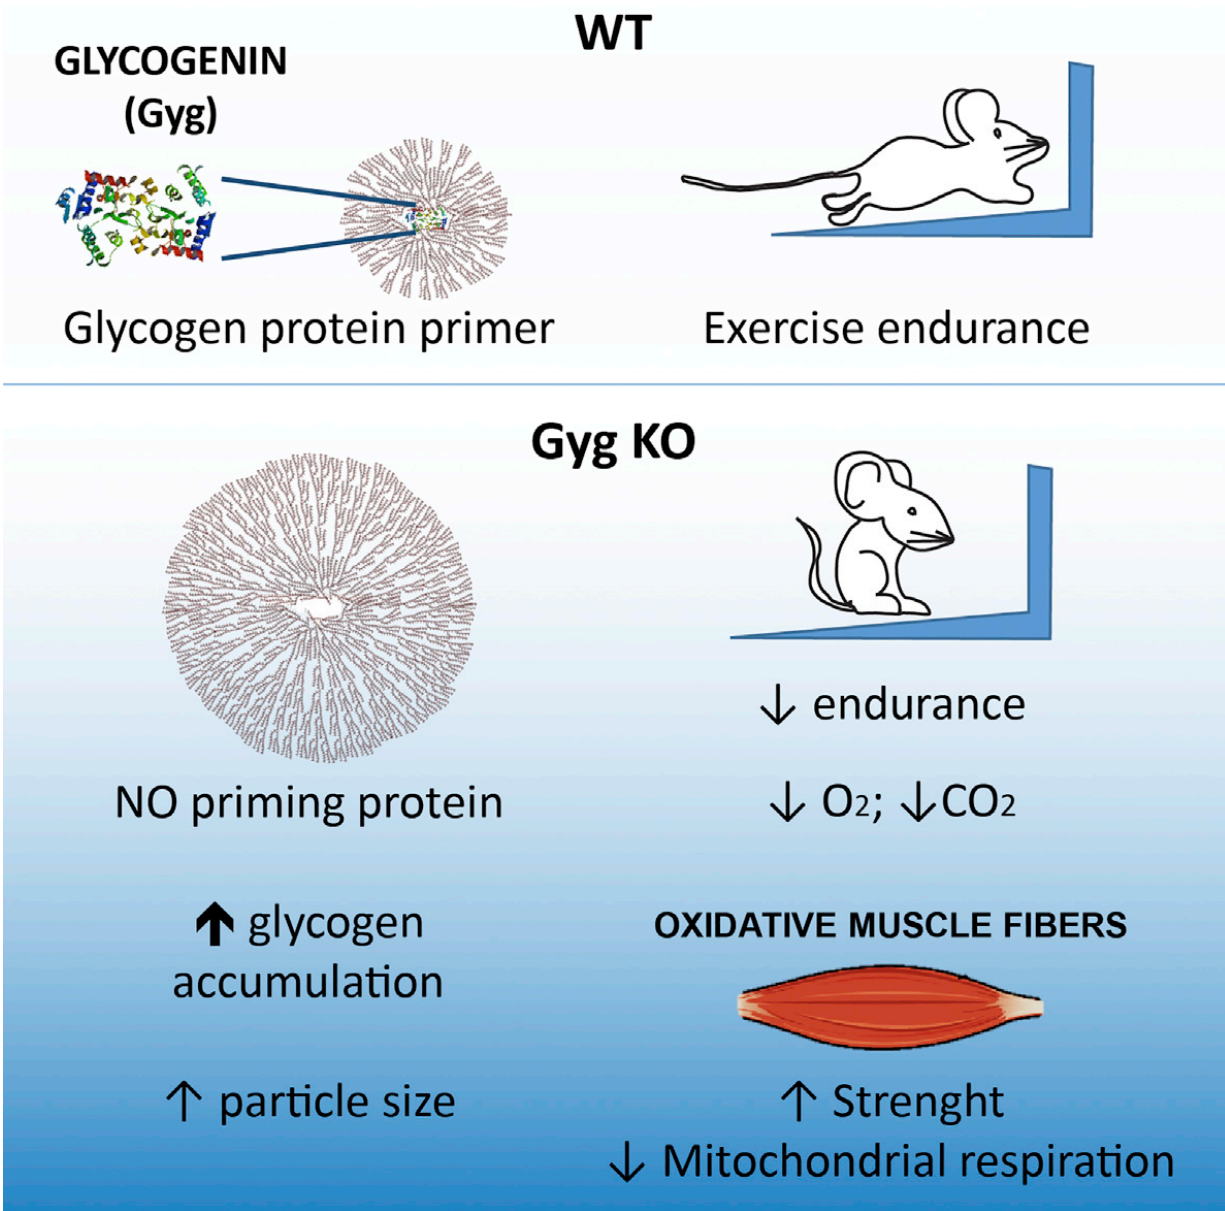 WT
GLYCOGENIN
(Gyg)
Glycogen protein primer
Exercise endurance
Gyg KO
NO priming protein
↑ glycogen
accumulation
↑ particle size
↓ endurance
↓ O2; ↓CO2
OXIDATIVE MUSCLE FIBERS
↑ Strenght
↓ Mitochondrial respiration